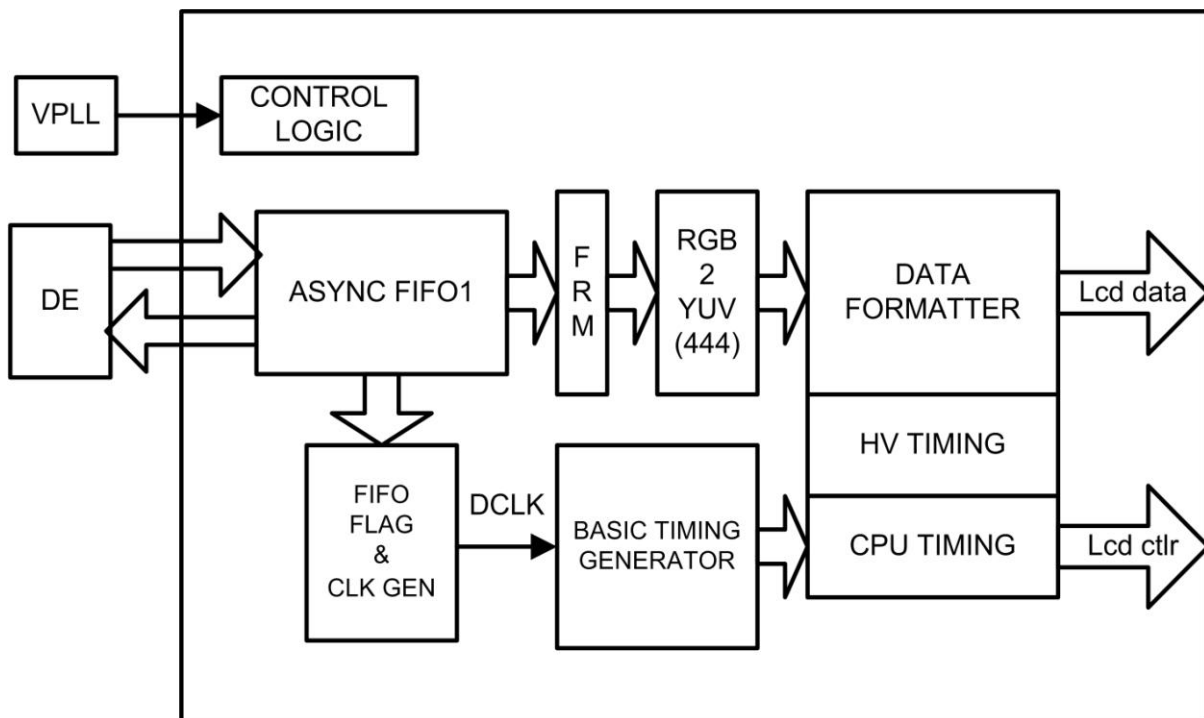 VPLL
CONTROL
LOGIC
DE
ASYNC FIFO1
F
R
M
RGB
2
YUV
(444)
DATA
FORMATTER
Lcd data
HV TIMING
CPU TIMING
Lcd ctlr
FIFO
FLAG
&
CLK GEN
DCLK
BASIC TIMING
GENERATOR